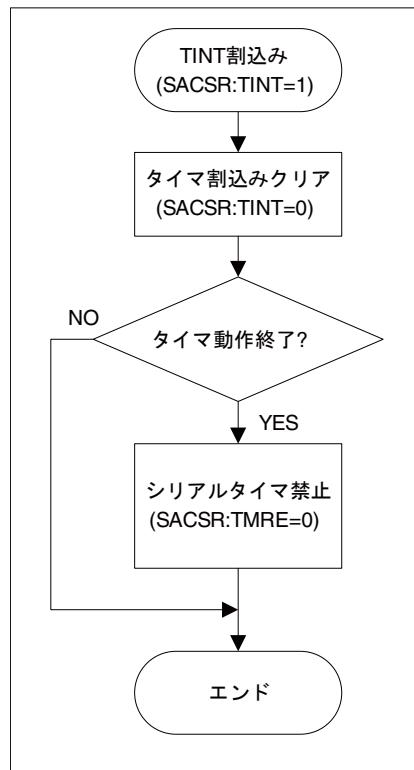 TINT割込み
(SACSR:TINT=1)
タイマ割込みクリア
(SACSR:TINT=0)
タイマ動作終了?
NO
YES
シリアルタイマ禁止
(SACSR:TMRE=0)
エンド